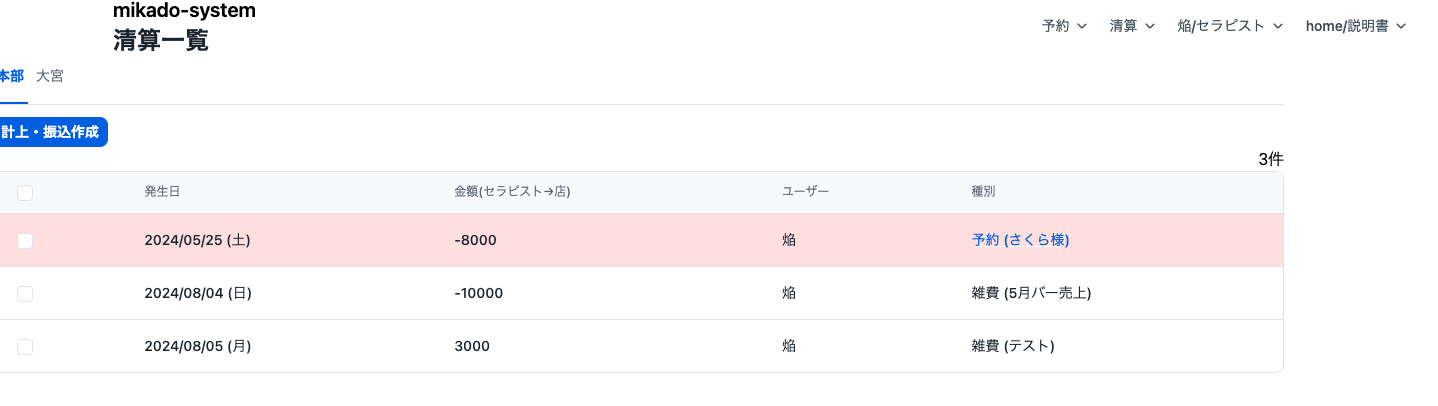 mikado-system
清算一覧
予約 清算 焔/セラピスト home/説明書
本部 大宮
計上・振込作成
3件
発生日 金額(セラピスト→店) ユーザー 種別
2024/05/25 (土) -8000 焔 予約 (さくら様)
2024/08/04 (日) -10000 焔 雑費 (5月バー売上)
2024/08/05 (月) 3000 焔 雑費 (テスト)